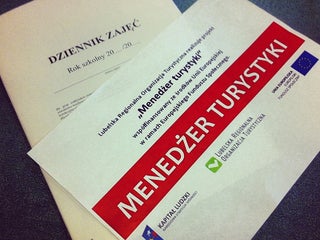 DZIENNIK ZAJĘĆ
Rok szkolny 20 /20
Lubelska Regionalna Organizacja Turystyczna realizuje projekt
„Menedżer turystyki"
współfinansowany ze środków Unii Europejskiej
w ramach Europejskiego Funduszu Społecznego.
MENEDŻER TURYSTYKI
KAPITAŁ LUDZKI
LUBELSKA REGIONALNA
ORGANIZACJA TURYSTYCZNA
UNIA EUROPEJSKA